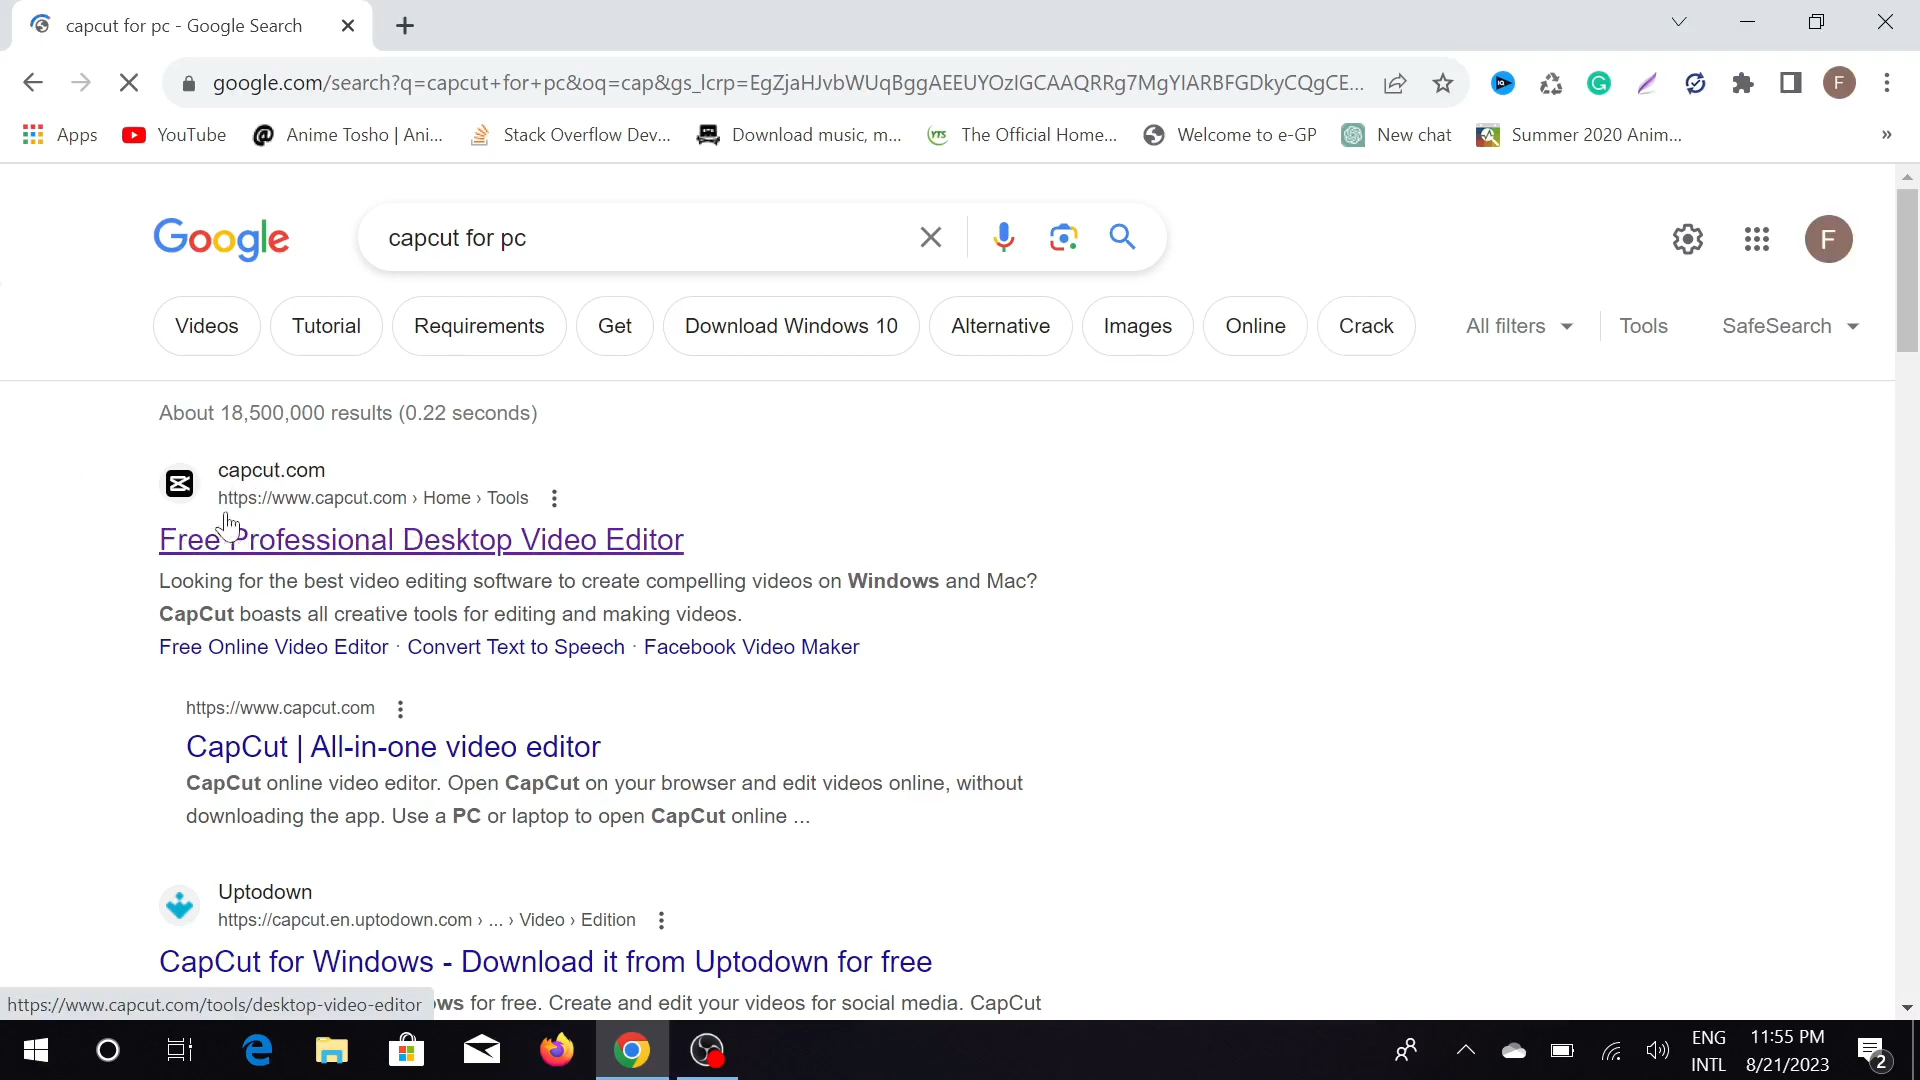 capcut for pc - Google Search
google.com/search?q=capcut+for+pc&oq=cap&gs_lcrp=EgZjaHJvbWUqBggAEEUYOzIGCAAQRRg7MgYIARBFGDkyCQgCE...
F
Apps
YouTube
Anime Tosho | Ani...
Stack Overflow Dev...
Download music, m...
YTS
The Official Home...
Welcome to e-GP
New chat
Summer 2020 Anim...
»
Google
capcut for pc
F
Videos
Tutorial
Requirements
Get
Download Windows 10
Alternative
Images
Online
Crack
All filters
Tools
SafeSearch
About 18,500,000 results (0.22 seconds)
capcut.com
https://www.capcut.com › Home › Tools
Free Professional Desktop Video Editor
Looking for the best video editing software to create compelling videos on Windows and Mac?
CapCut boasts all creative tools for editing and making videos.
Free Online Video Editor · Convert Text to Speech · Facebook Video Maker
https://www.capcut.com
CapCut | All-in-one video editor
CapCut online video editor. Open CapCut on your browser and edit videos online, without
downloading the app. Use a PC or laptop to open CapCut online ...
Uptodown
https://capcut.en.uptodown.com › ... › Video › Edition
CapCut for Windows - Download it from Uptodown for free
https://www.capcut.com/tools/desktop-video-editor
ws for free. Create and edit your videos for social media. CapCut
ENG
INTL
11:55 PM
8/21/2023
2